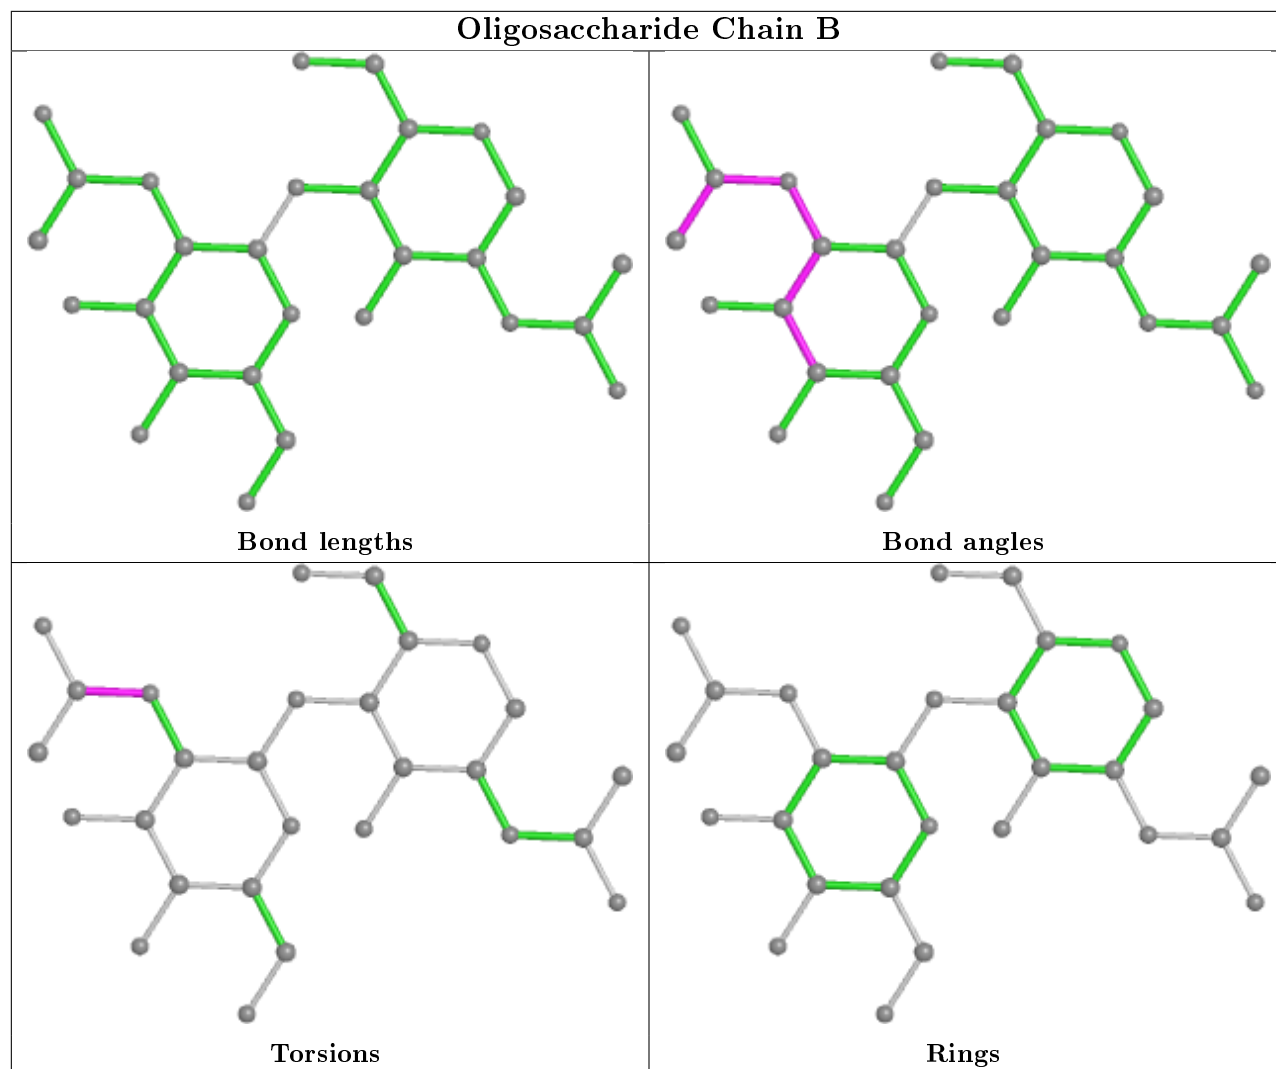 Oligosaccharide Chain B
Bond lengths
Bond angles
Torsions
Rings